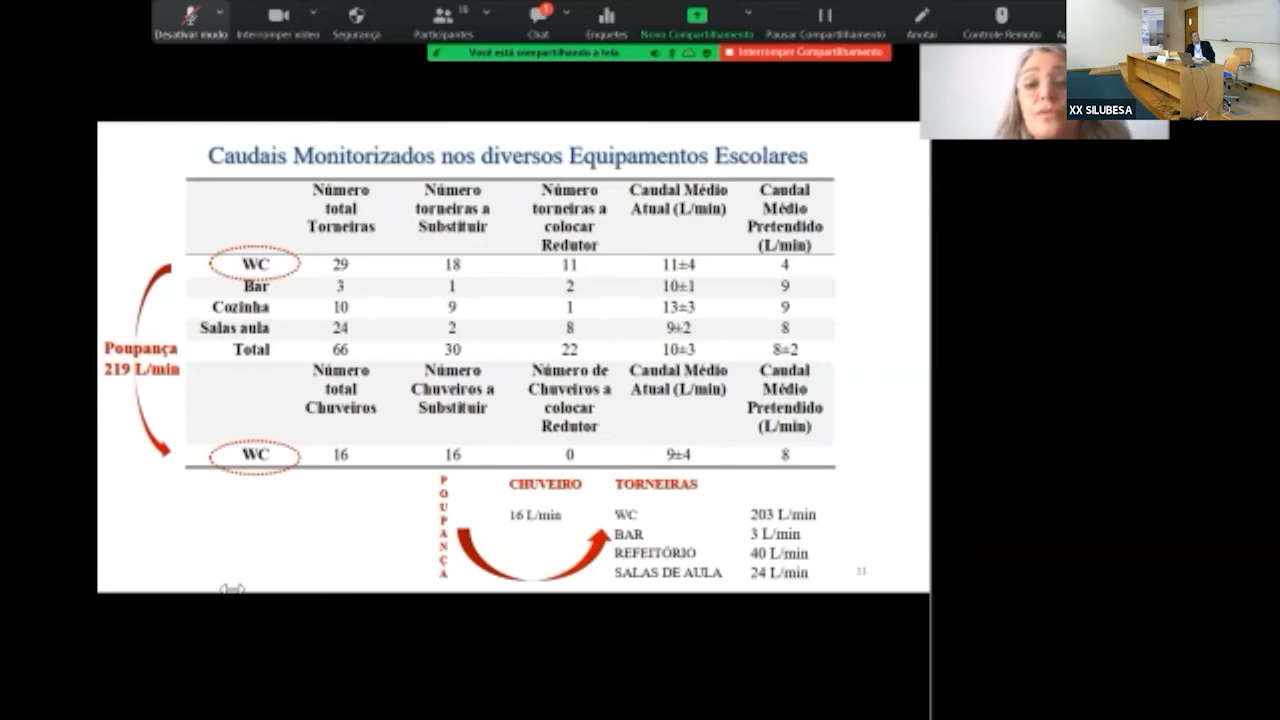 Desativar mudo Interromper vídeo Segurança Participantes 18 Chat 1 Enquetes Novo Compartilhamento Pausar Compartilhamento Anotar Controle Remoto
Você está compartilhando a tela Interromper Compartilhamento
XX SILUBESA
Caudais Monitorizados nos diversos Equipamentos Escolares
Número total Torneiras
Número torneiras a Substituir
Número torneiras a colocar Redutor
Caudal Médio Atual (L/min)
Caudal Médio Pretendido (L/min)
WC 29 18 11 11±4 4
Bar 3 1 2 10±1 9
Cozinha 10 9 1 13±3 9
Salas aula 24 2 8 9±2 8
Total 66 30 22 10±3 8±2
Número total Chuveiros
Número Chuveiros a Substituir
Número de Chuveiros a colocar Redutor
Caudal Médio Atual (L/min)
Caudal Médio Pretendido (L/min)
WC 16 16 0 9±4 8
Poupança
219 L/min
POUPANÇA
CHUVEIRO TORNEIRAS
16 L/min WC 203 L/min
BAR 3 L/min
REFEITÓRIO 40 L/min
SALAS DE AULA 24 L/min
11